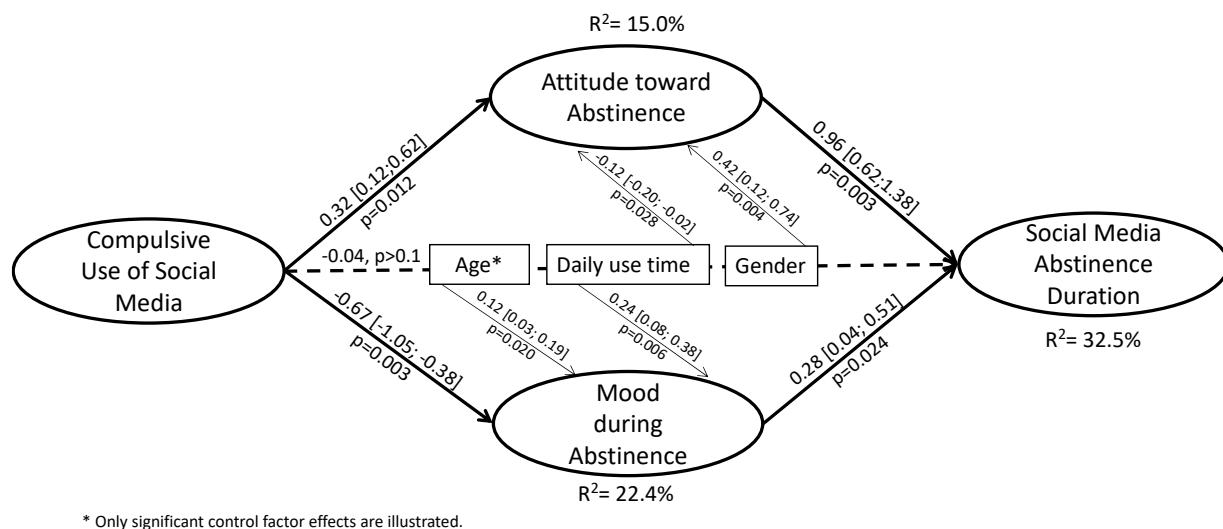 R²= 15.0%
Attitude toward
Abstinence
0.32 [0.12;0.62]
p=0.012
0.96 [0.62;1.38]
p=0.003
-0.12 [-0.20; -0.02]
p=0.028
0.42 [0.12; 0.74]
p=0.004
Compulsive
Use of Social
Media
-0.04, p>0.1
Age*
Daily use time
Gender
Social Media
Abstinence
Duration
R²= 32.5%
-0.67 [-1.05; -0.38]
p=0.003
0.12 [0.03; 0.19]
p=0.020
0.24 [0.08; 0.38]
p=0.006
0.28 [0.04; 0.51]
p=0.024
Mood
during
Abstinence
R²= 22.4%
* Only significant control factor effects are illustrated.